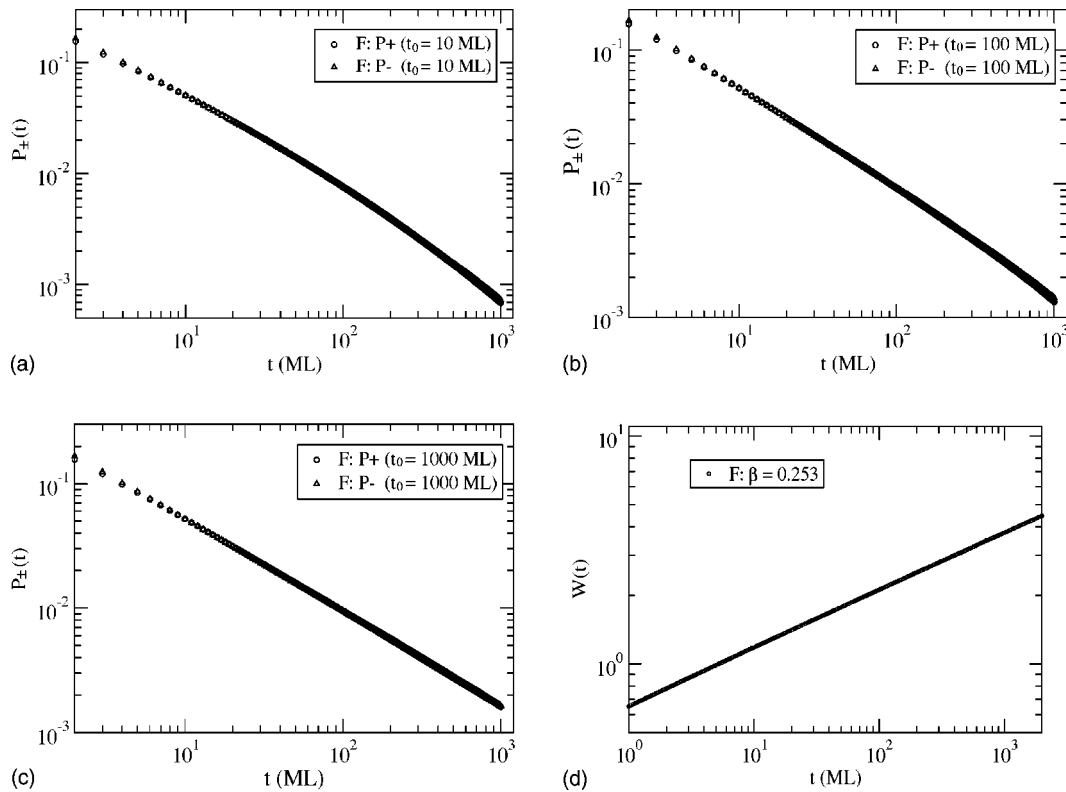 10⁻¹
10⁻²
10⁻³
P±(t)
F: P+ (t₀ = 10 ML)
F: P- (t₀ = 10 ML)
10¹
10²
10³
t (ML)
(a)
10⁻¹
10⁻²
10⁻³
P±(t)
F: P+ (t₀ = 100 ML)
F: P- (t₀ = 100 ML)
10¹
10²
10³
t (ML)
(b)
10⁻¹
10⁻²
10⁻³
P±(t)
F: P+ (t₀ = 1000 ML)
F: P- (t₀ = 1000 ML)
10¹
10²
10³
t (ML)
(c)
10¹
10⁰
W(t)
F: β = 0.253
10⁰
10¹
10²
10³
t (ML)
(d)